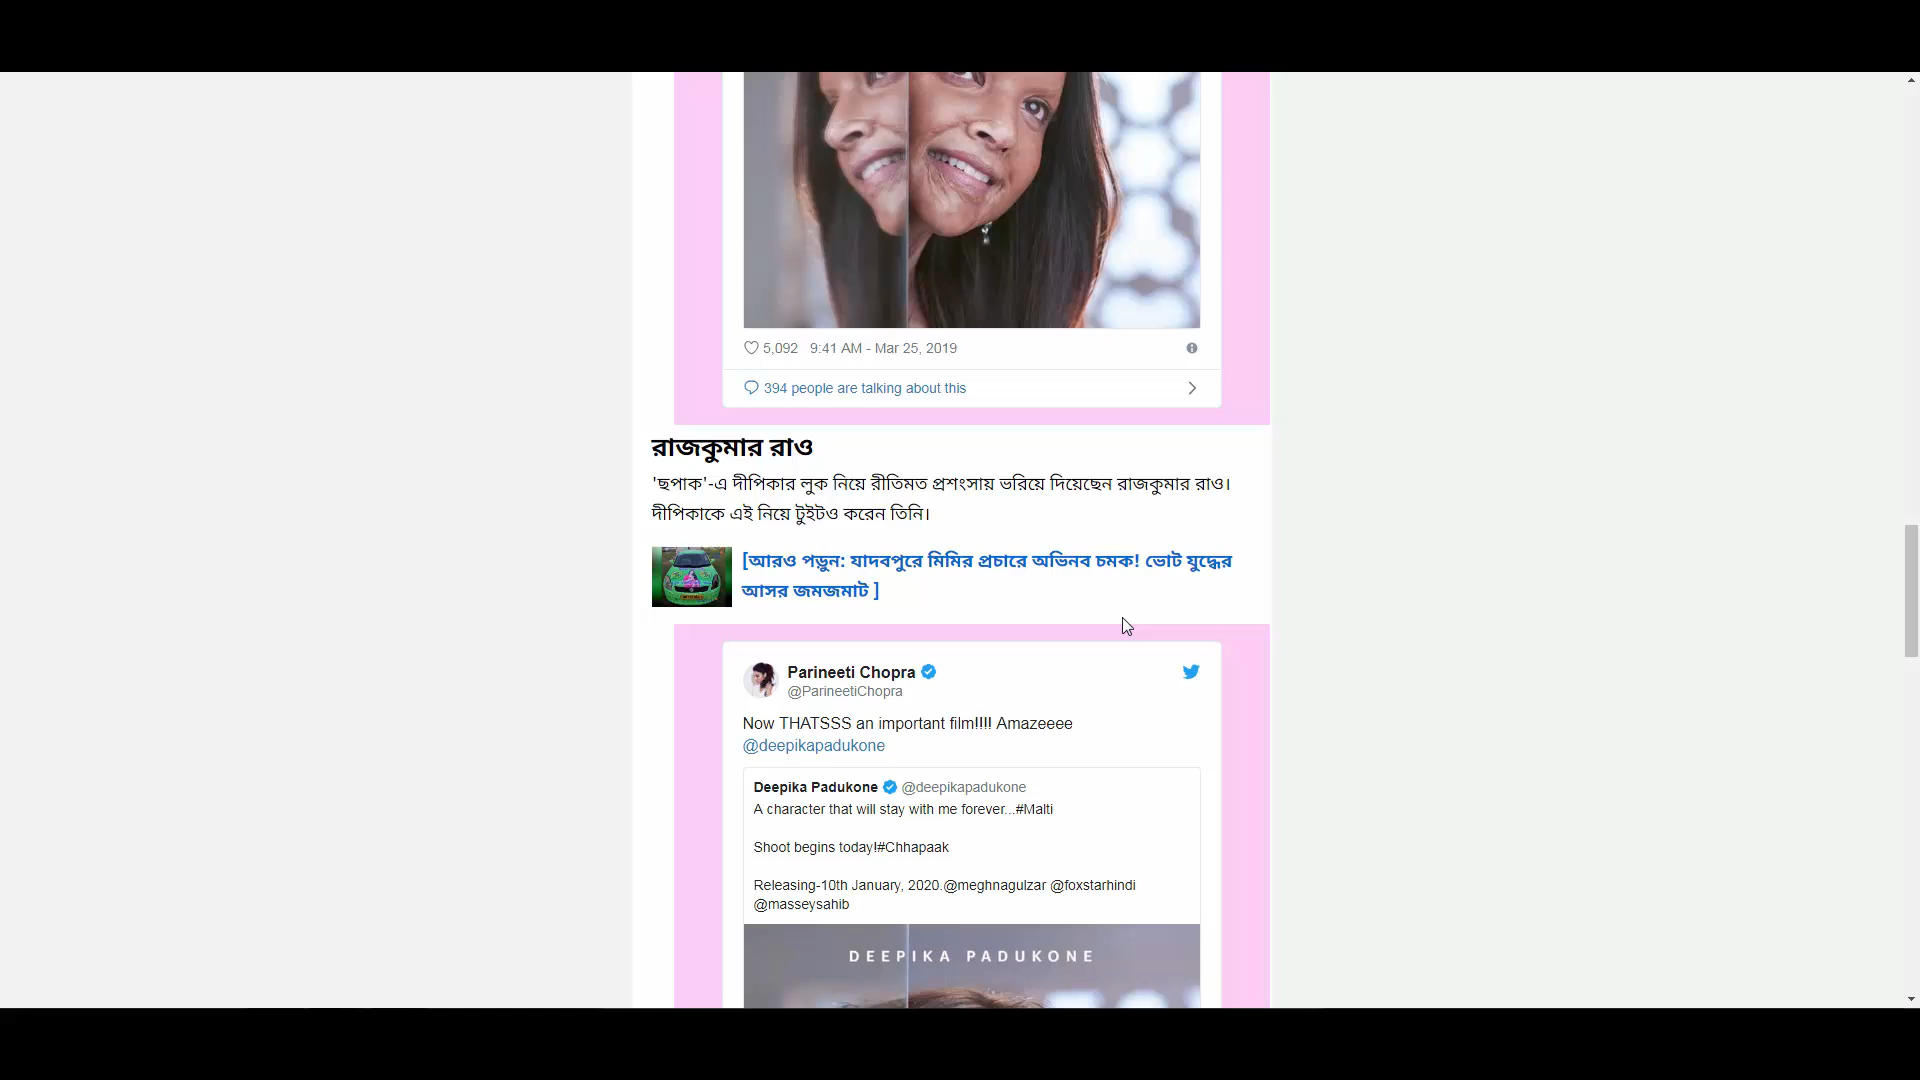 5,092 9:41 AM - Mar 25, 2019
394 people are talking about this
রাজকুমার রাও
'ছপাক'-এ দীপিকার লুক নিয়ে রীতিমত প্রশংসায় ভরিয়ে দিয়েছেন রাজকুমার রাও।
দীপিকাকে এই নিয়ে টুইটও করেন তিনি।
[আরও পড়ুন: যাদবপুরে মিমির প্রচারে অভিনব চমক! ভোট যুদ্ধের
আসর জমজমাট ]
Parineeti Chopra
@ParineetiChopra
Now THATSSS an important film!!!! Amazeeee
@deepikapadukone
Deepika Padukone @deepikapadukone
A character that will stay with me forever...#Malti
Shoot begins today!#Chhapaak
Releasing-10th January, 2020.@meghnagulzar @foxstarhindi
@masseysahib
DEEPIKA PADUKONE